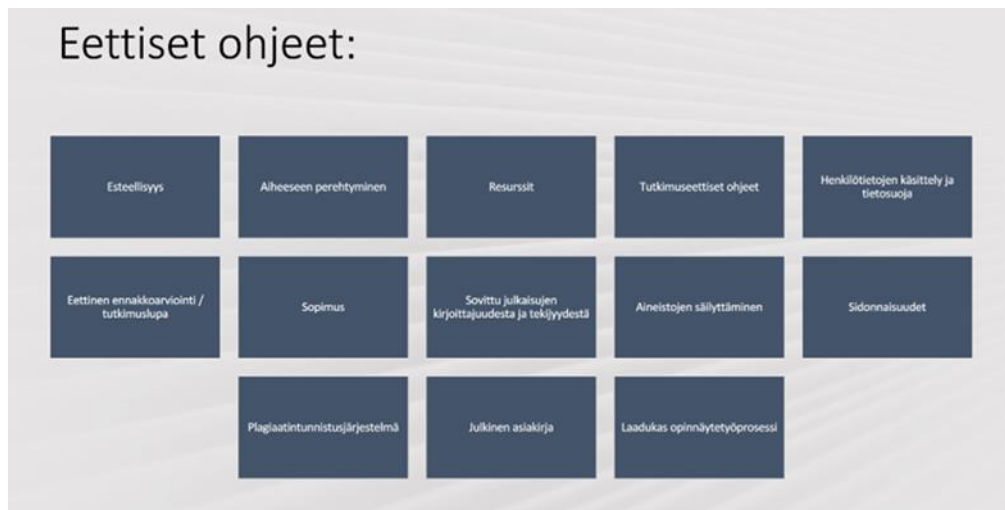 Eettiset ohjeet:
Esteellisyys
Aiheeseen perehtyminen
Resurssit
Tutkimuseettiset ohjeet
Henkilötietojen käsittely ja
tietosuoja
Eettinen ennakkoarviointi /
tutkimuslupa
Sopimus
Sovittu julkaisujen
kirjoittajuudesta ja tekijyydestä
Aineistojen säilyttäminen
Sidonnaisuudet
Plagiaatintunnistusjärjestelmä
Julkinen asiakirja
Laadukas opinnäytetyöprosessi